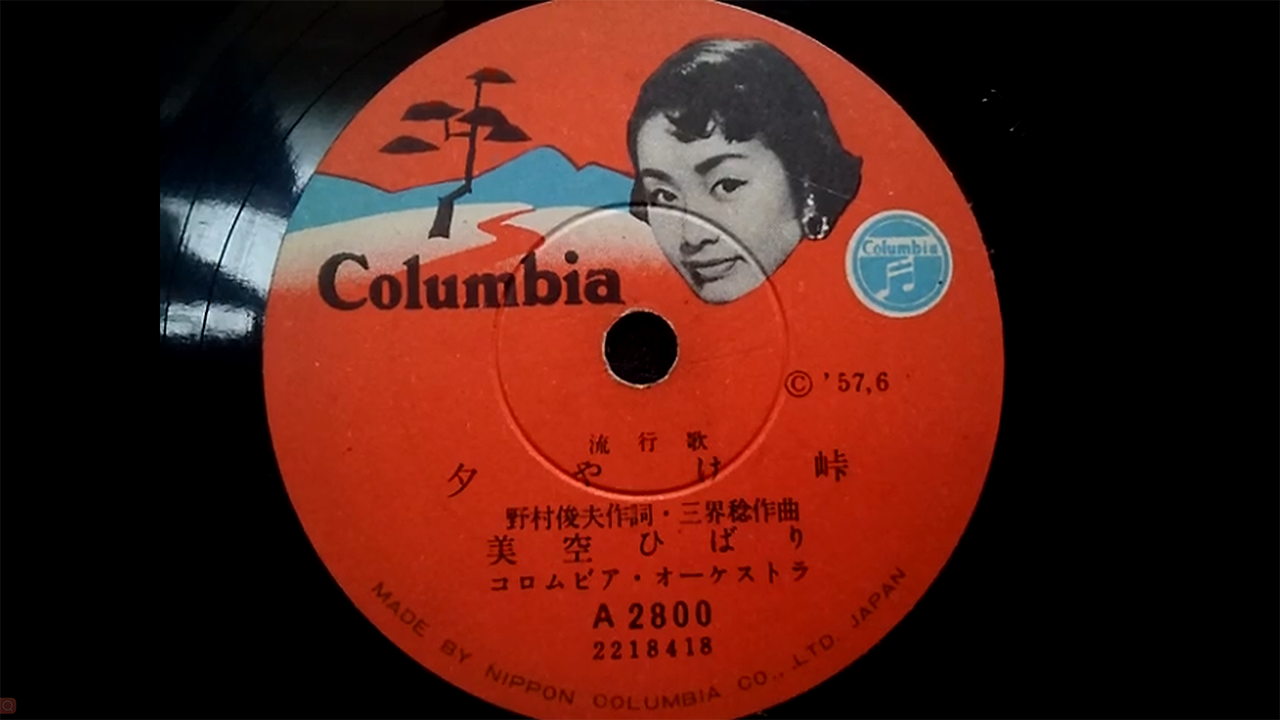 Columbia
Columbia
© '57,6
流行歌
夕やけ峠
野村俊夫作詞・三界稔作曲
美空ひばり
コロムビア・オーケストラ
A 2800
2218418
MADE BY NIPPON COLUMBIA CO., LTD. JAPAN